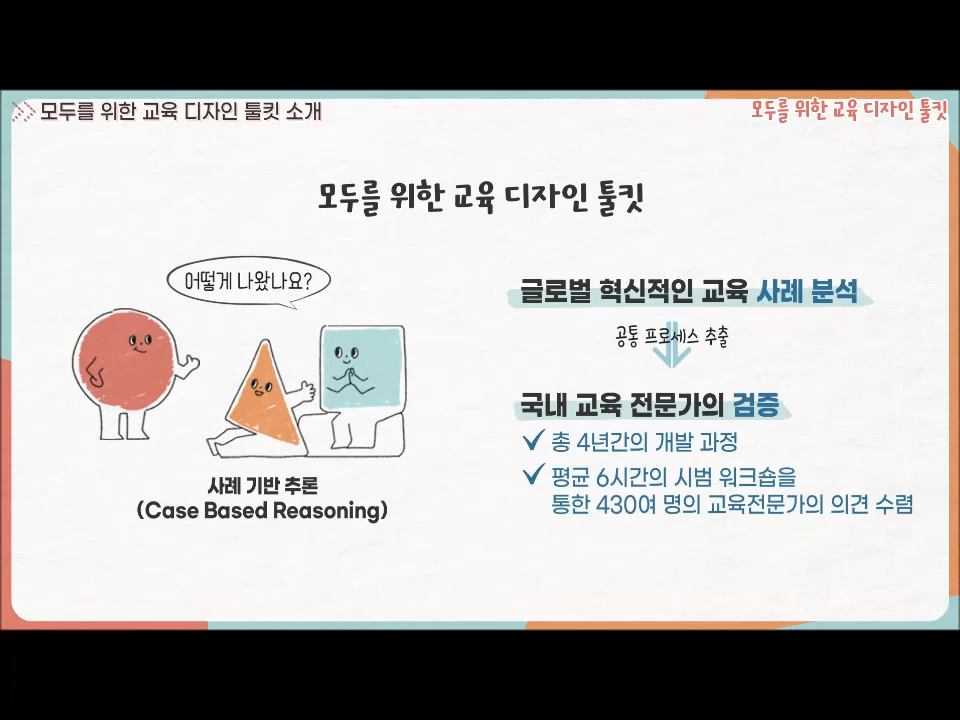 모두를 위한 교육 디자인 툴킷 소개
모두를 위한 교육 디자인 툴킷
모두를 위한 교육 디자인 툴킷
어떻게 나왔나요?
사례 기반 추론
(Case Based Reasoning)
글로벌 혁신적인 교육 사례 분석
공통 프로세스 추출
국내 교육 전문가의 검증
총 4년간의 개발 과정
평균 6시간의 시범 워크숍을
통한 430여 명의 교육전문가의 의견 수렴